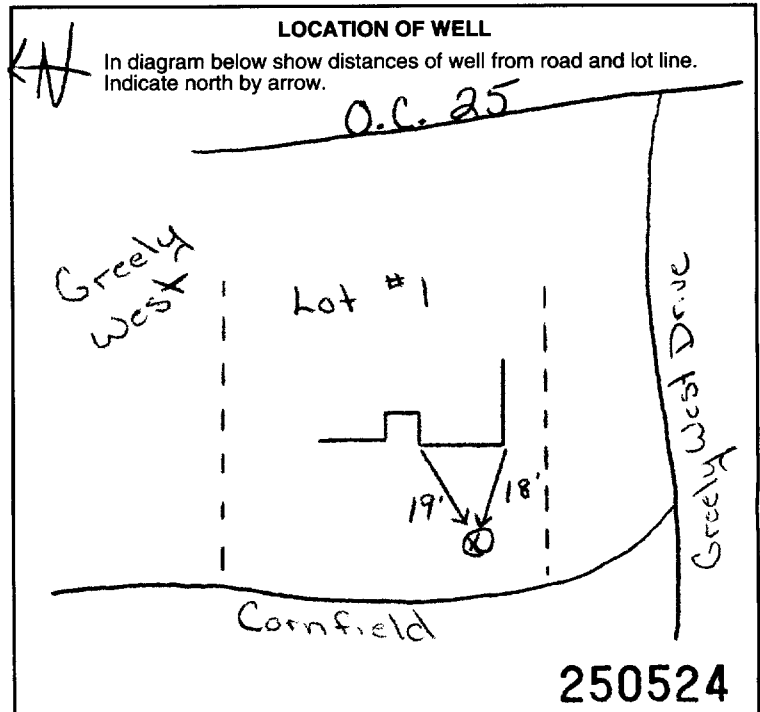 LOCATION OF WELL
In diagram below show distances of well from road and lot line.
Indicate north by arrow.
N
O.C. 25
Greely
West
Lot #1
Greely West Drive
19'
18'
X
Cornfield
250524